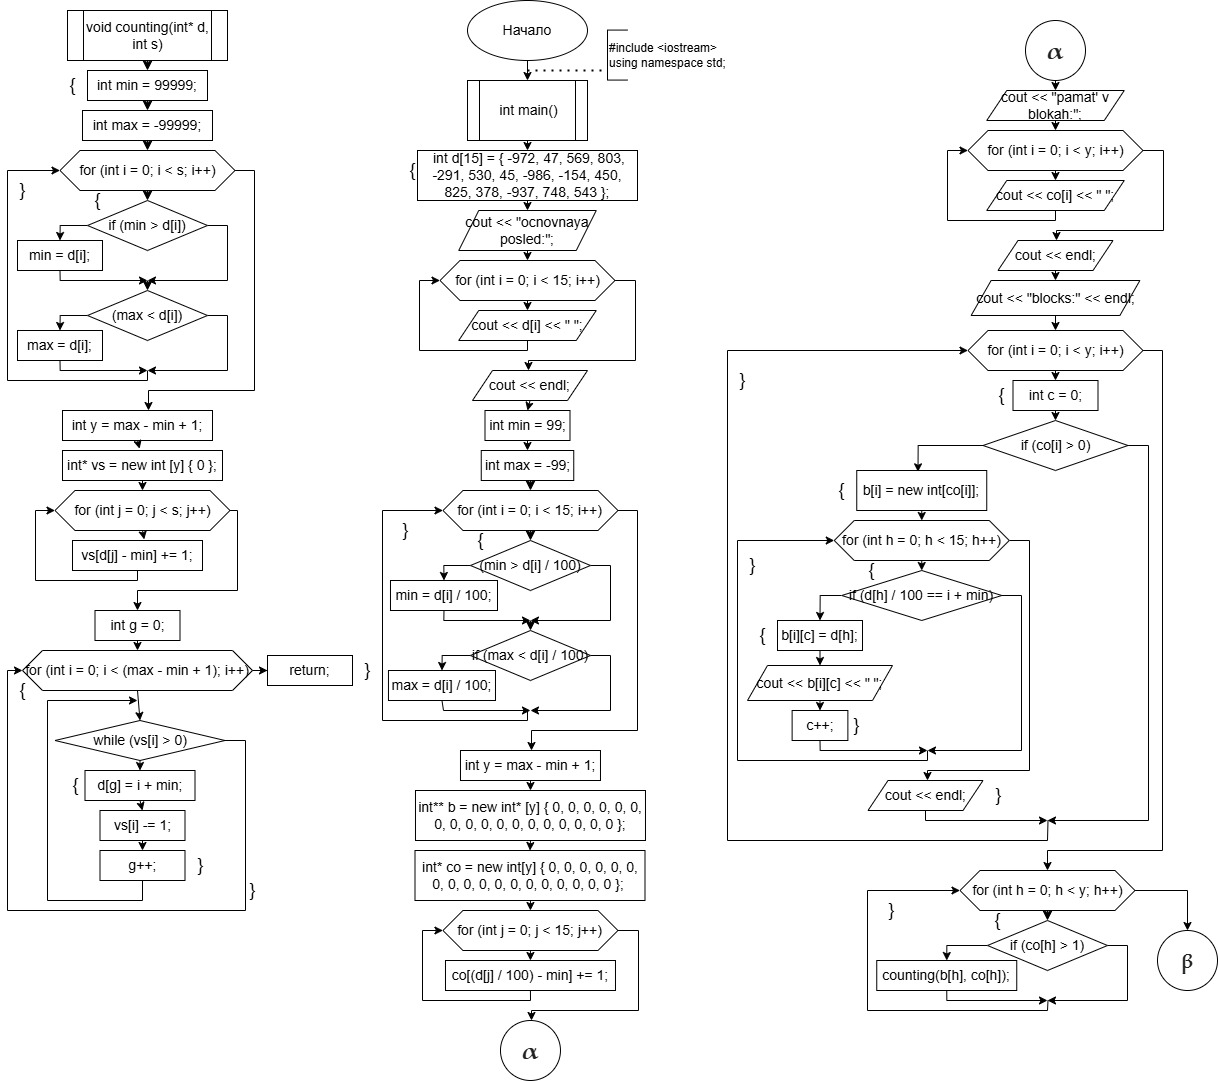 void counting(int* d,
int s)
{
int min = 99999;
int max = -99999;
for (int i = 0; i < s; i++)
}
{
if (min > d[i])
min = d[i];
(max < d[i])
max = d[i];
int y = max - min + 1;
int* vs = new int [y] { 0 };
for (int j = 0; j < s; j++)
vs[d[j] - min] += 1;
int g = 0;
for (int i = 0; i < (max - min + 1); i++)
return;
}
{
while (vs[i] > 0)
{
d[g] = i + min;
vs[i] -= 1;
g++;
}
}
Начало
#include <iostream>
using namespace std;
int main()
{
int d[15] = { -972, 47, 569, 803,
-291, 530, 45, -986, -154, 450,
825, 378, -937, 748, 543 };
cout << "ocnovnaya
posled:";
for (int i = 0; i < 15; i++)
cout << d[i] << " ";
cout << endl;
int min = 99;
int max = -99;
for (int i = 0; i < 15; i++)
}
{
(min > d[i] / 100)
min = d[i] / 100;
if (max < d[i] / 100)
max = d[i] / 100;
int y = max - min + 1;
int** b = new int* [y] { 0, 0, 0, 0, 0, 0,
0, 0, 0, 0, 0, 0, 0, 0, 0, 0, 0, 0 };
int* co = new int[y] { 0, 0, 0, 0, 0, 0,
0, 0, 0, 0, 0, 0, 0, 0, 0, 0, 0, 0 };
for (int j = 0; j < 15; j++)
co[(d[j] / 100) - min] += 1;
α
α
cout << "pamat' v
blokah:";
for (int i = 0; i < y; i++)
cout << co[i] << " ";
cout << endl;
cout << "blocks:" << endl;
for (int i = 0; i < y; i++)
}
{
int c = 0;
if (co[i] > 0)
{
b[i] = new int[co[i]];
for (int h = 0; h < 15; h++)
}
{
if (d[h] / 100 == i + min)
{
b[i][c] = d[h];
cout << b[i][c] << " ";
c++;
}
cout << endl;
}
for (int h = 0; h < y; h++)
}
{
if (co[h] > 1)
counting(b[h], co[h]);
β